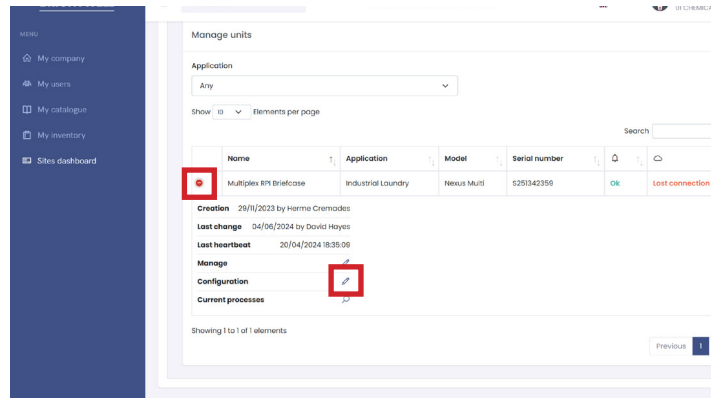 MENU
My company
My users
My catalogue
My inventory
Sites dashboard
Manage units
Application
Any
Show 10 Elements per page
Search
Name Application Model Serial number
Multiplex RPI Briefcase Industrial Laundry Nexus Multi S251342359 Ok Lost connection
Creation 29/11/2023 by Herme Cremades
Last change 04/06/2024 by David Hayes
Last heartbeat 20/04/2024 18:35:09
Manage
Configuration
Current processes
Showing 1 to 1 of 1 elements
Previous 1